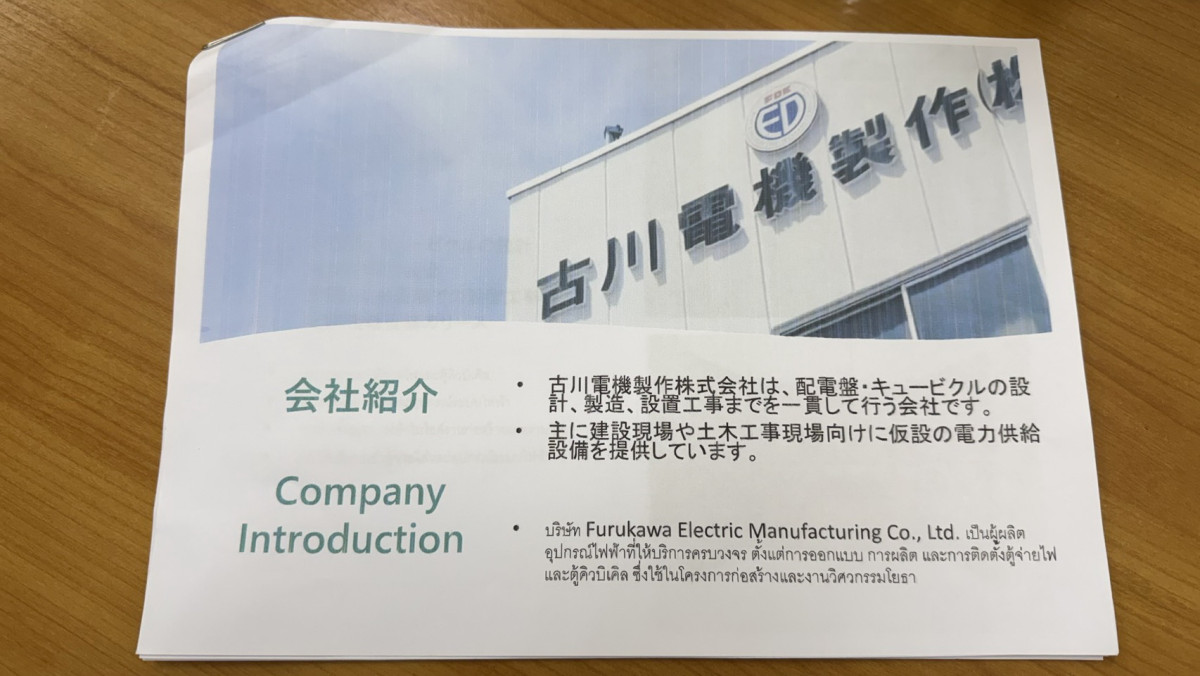 ED
古川電機製作(株
会社紹介
Company
Introduction
• 古川電機製作株式会社は、配電盤・キュービクルの設
計、製造、設置工事までを一貫して行う会社です。
• 主に建設現場や土木工事現場向けに仮設の電力供給
設備を提供しています。
• บริษัท Furukawa Electric Manufacturing Co., Ltd. เป็นผู้ผลิต
อุปกรณ์ไฟฟ้าที่ให้บริการครบวงจร ตั้งแต่การออกแบบ การผลิต และการติดตั้งตู้จ่ายไฟ
และตู้คิวบิเคิล ซึ่งใช้ในโครงการก่อสร้างและงานวิศวกรรมโยธา